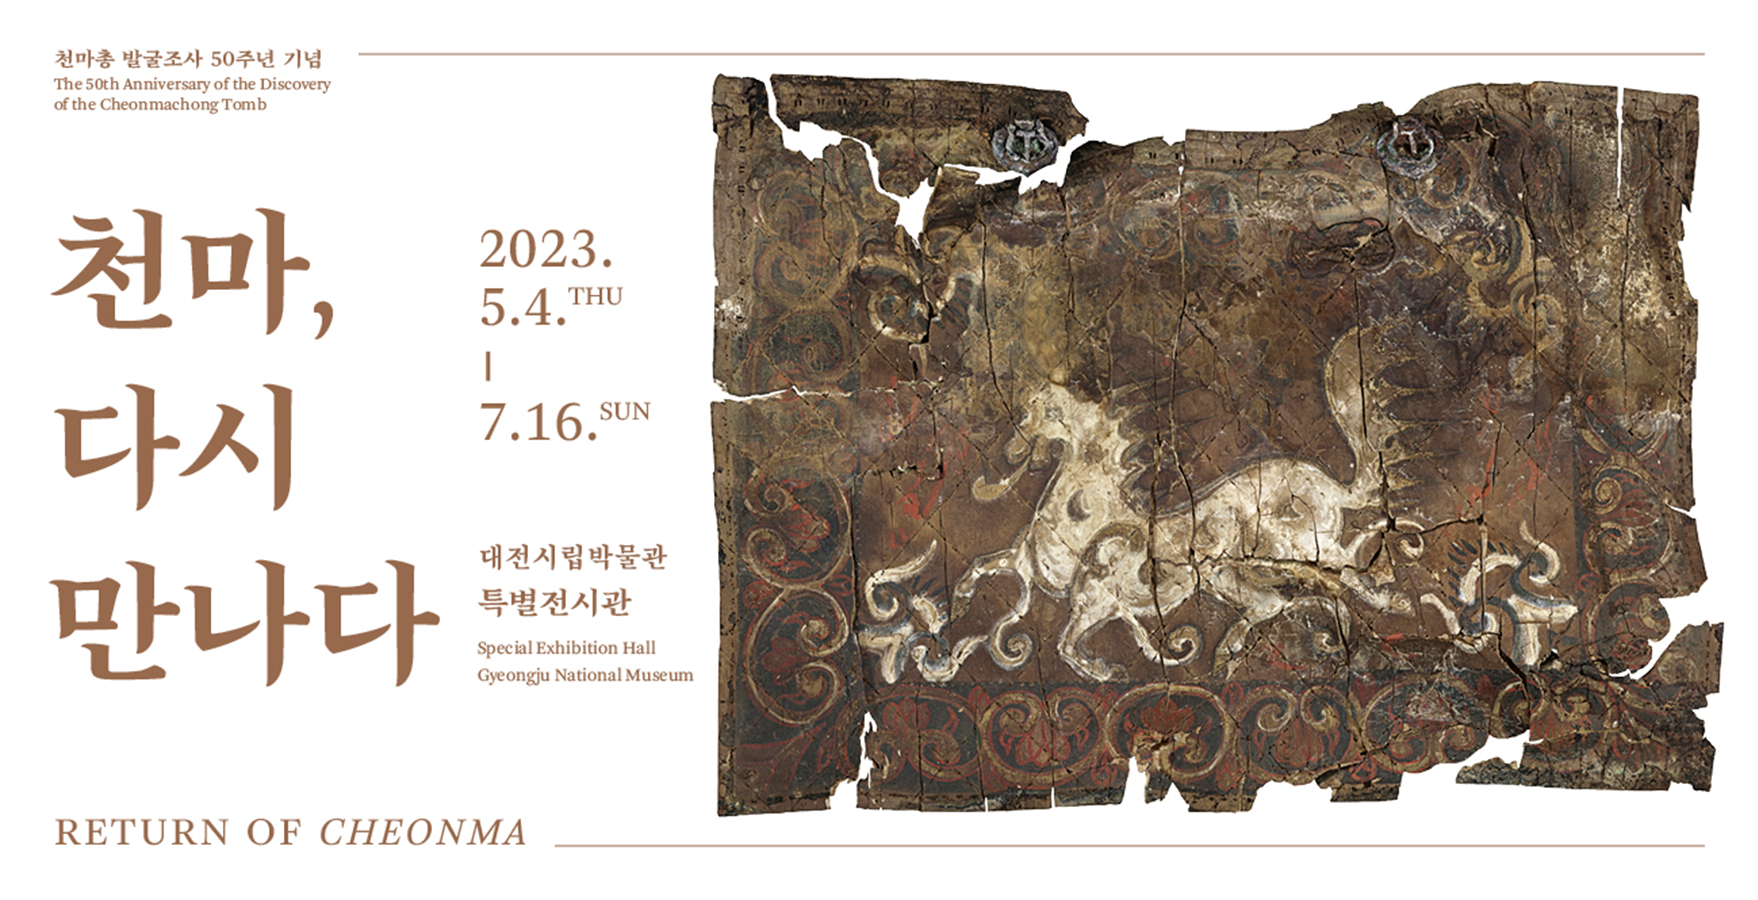 천마총 발굴조사 50주년 기념
The 50th Anniversary of the Discovery
of the Cheonmachong Tomb
천마,
다시
만나다
2023.
5.4.THU
|
7.16.SUN
대전시립박물관
특별전시관
Special Exhibition Hall
Gyeongju National Museum
RETURN OF CHEONMA